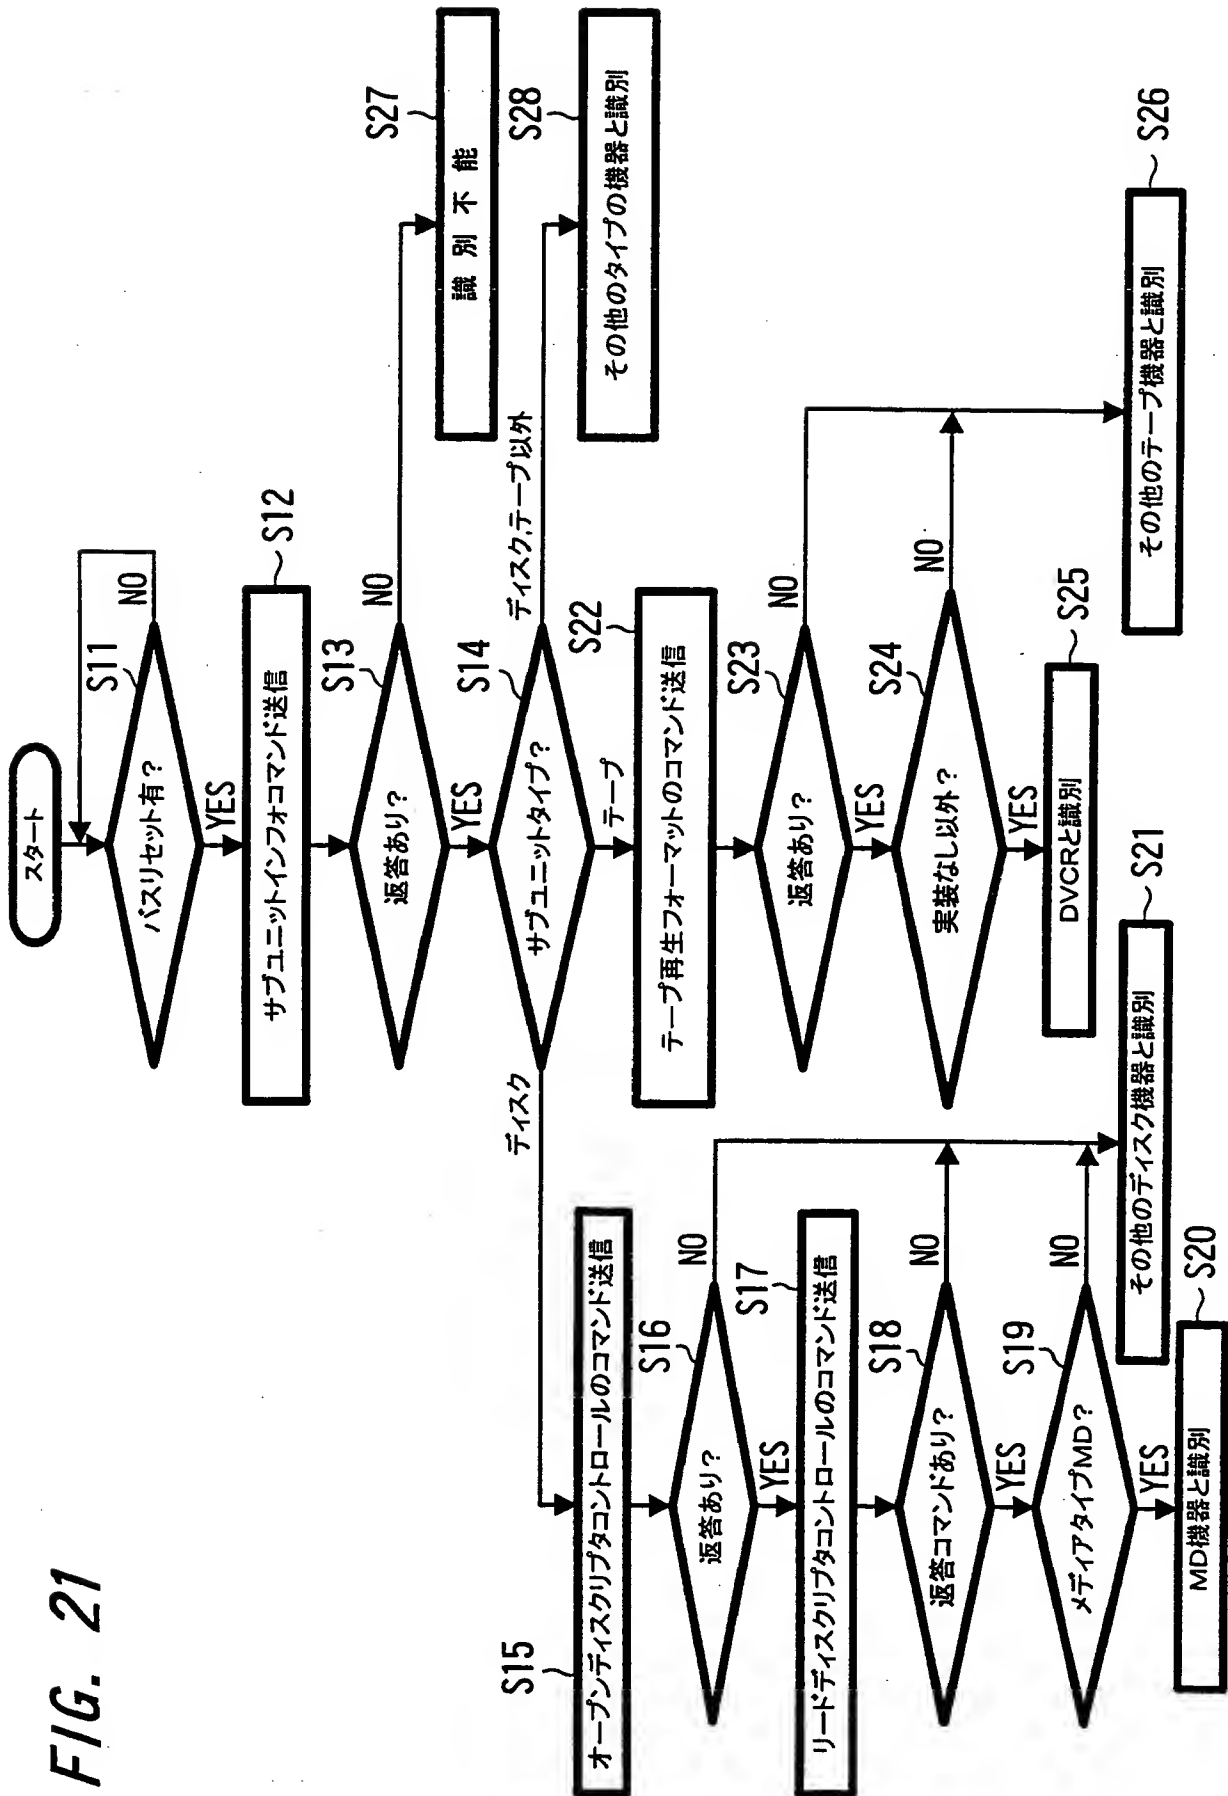 FIG. 21
スタート
S11
バスリセット有?
NO
YES
S12
サブユニットインフォコマンド送信
S13
返答あり?
NO
YES
S27
識別不能
S14
サブユニットタイプ?
ディスク
テープ
ディスク,テープ以外
S28
その他のタイプの機器と識別
S15
オープンディスクリプタコントロールのコマンド送信
S16
返答あり?
NO
YES
S17
リードディスクリプタコントロールのコマンド送信
S18
返答コマンドあり?
NO
YES
S19
メディアタイプMD?
NO
YES
S20
MD機器と識別
S21
その他のディスク機器と識別
S22
テープ再生フォーマットのコマンド送信
S23
返答あり?
NO
YES
S24
実装なし以外?
NO
YES
S25
DVCRと識別
S26
その他のテープ機器と識別